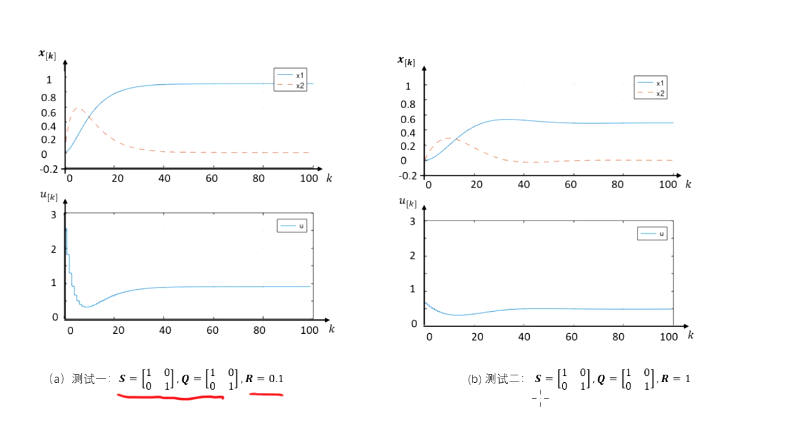 x[k]
1
0.8
0.6
0.4
0.2
0
-0.2
0 20 40 60 80 100 k
x1
x2
u[k]
3
2
1
0
0 20 40 60 80 100 k
u
(a) 测试一: S = [1 0 0 1], Q = [1 0 0 1], R = 0.1
x[k]
1
0.8
0.6
0.4
0.2
0
-0.2
0 20 40 60 80 100 k
x1
x2
u[k]
3
2
1
0
0 20 40 60 80 100 k
u
(b) 测试二: S = [1 0 0 1], Q = [1 0 0 1], R = 1